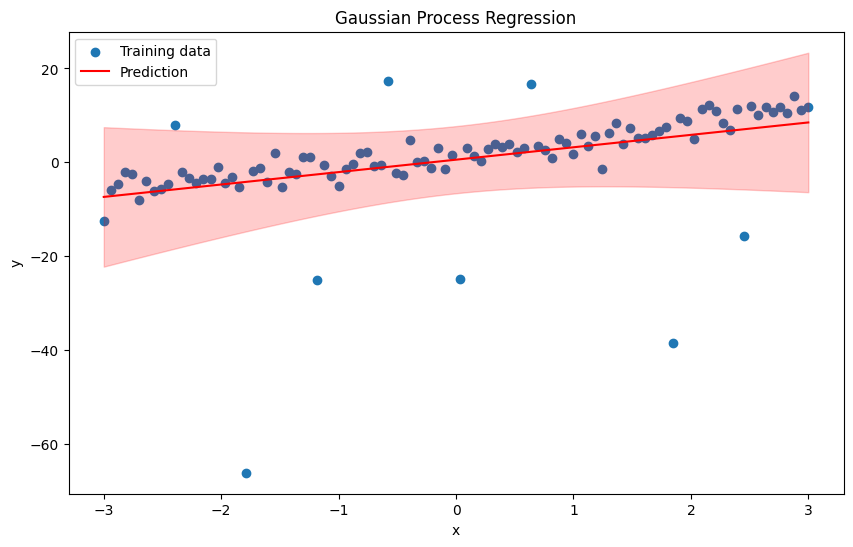 Gaussian Process Regression
Training data
Prediction
20
0
−20
−40
−60
y
−3
−2
−1
0
1
2
3
x